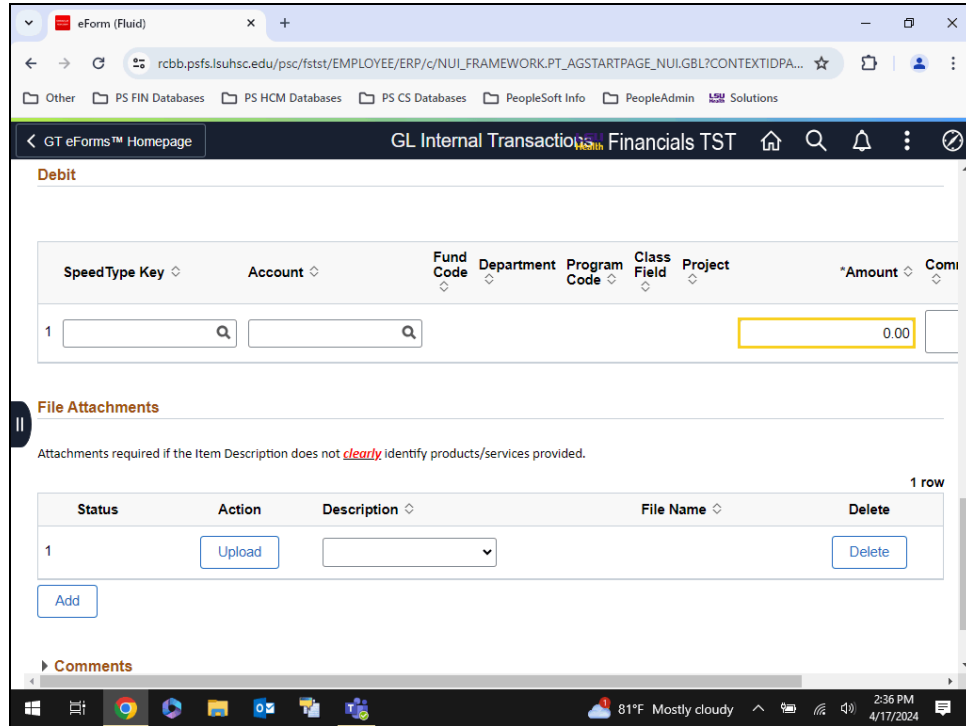 eForm (Fluid)
rcbb.psfs.lsuhsc.edu/psc/fstst/EMPLOYEE/ERP/c/NUI_FRAMEWORK.PT_AGSTARTPAGE_NUI.GBL?CONTEXTIDPA...
Other PS FIN Databases PS HCM Databases PS CS Databases PeopleSoft Info PeopleAdmin LSU Solutions
GT eForms™ Homepage GL Internal Transactions Financials TST
Health
Debit
SpeedType Key Account Fund Code Department Program Code Class Field Project *Amount Comm
1 0.00
File Attachments
Attachments required if the Item Description does not clearly identify products/services provided.
1 row
Status Action Description File Name Delete
1 Upload Delete
Add
Comments
81°F Mostly cloudy 2:36 PM
4/17/2024